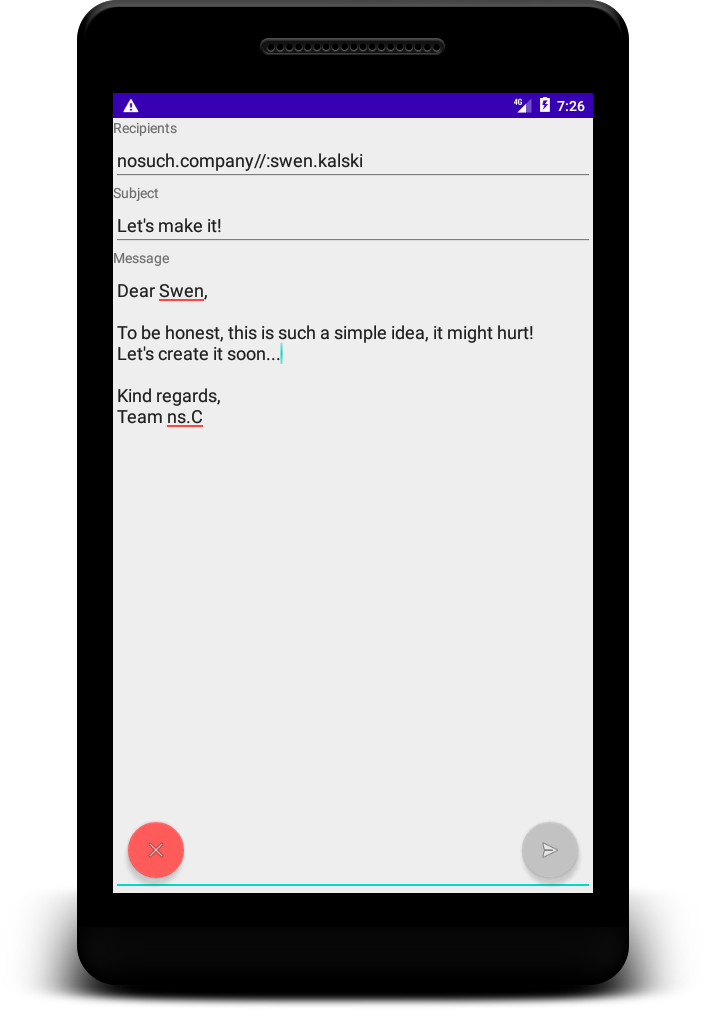 4G 7:26
Recipients
nosuch.company//:swen.kalski
Subject
Let's make it!
Message
Dear Swen,
To be honest, this is such a simple idea, it might hurt!
Let's create it soon...
Kind regards,
Team ns.C